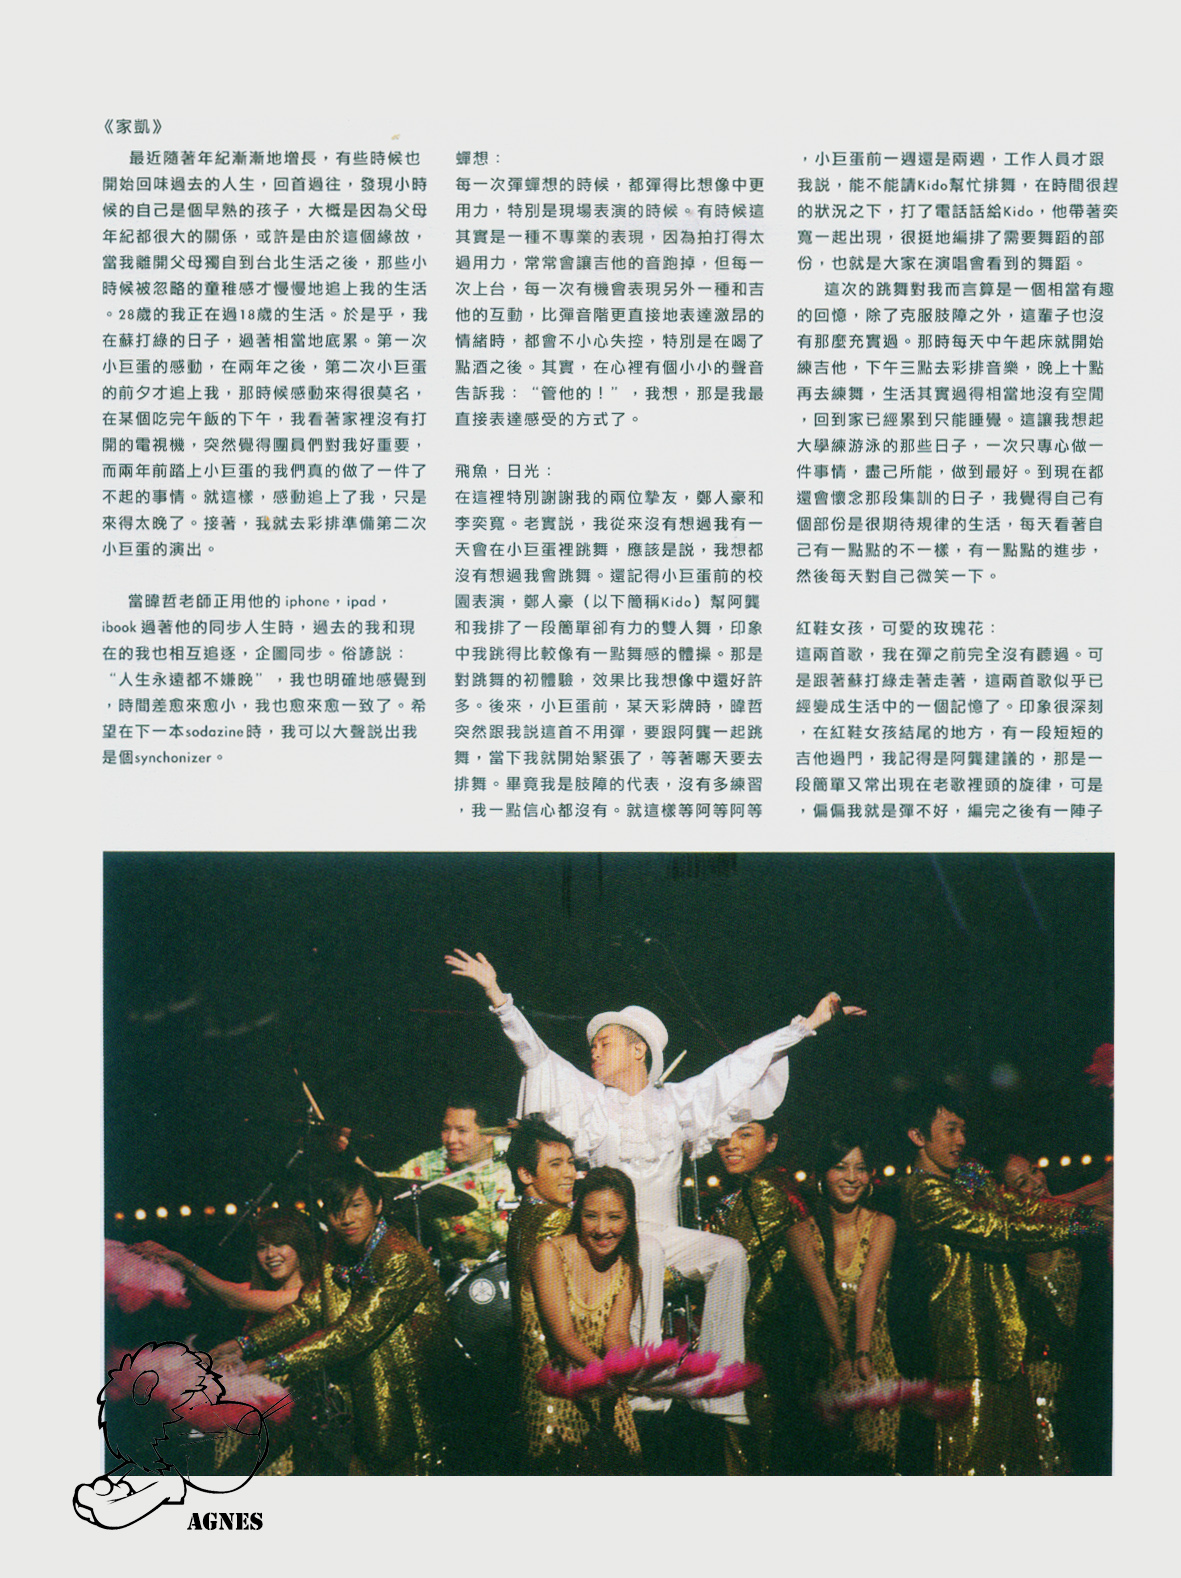 《家凱》
最近隨著年紀漸漸地增長，有些時候也
開始回味過去的人生，回首過往，發現小時
候的自己是個早熟的孩子，大概是因為父母
年紀都很大的關係，或許是由於這個緣故，
當我離開父母獨自到台北生活之後，那些小
時候被忽略的童稚感才慢慢地追上我的生活
。28歲的我正在過18歲的生活。於是乎，我
在蘇打綠的日子，過著相當地底累。第一次
小巨蛋的感動，在兩年之後，第二次小巨蛋
的前夕才追上我，那時候感動來得很莫名，
在某個吃完午飯的下午，我看著家裡沒有打
開的電視機，突然覺得團員們對我好重要，
而兩年前踏上小巨蛋的我們真的做了一件了
不起的事情。就這樣，感動追上了我，只是
來得太晚了。接著，我就去彩排準備第二次
小巨蛋的演出。
當暐哲老師正用他的 iphone，ipad，
ibook 過著他的同步人生時，過去的我和現
在的我也相互追逐，企圖同步。俗諺說：
“人生永遠都不嫌晚”，我也明確地感覺到
，時間差愈來愈小，我也愈來愈一致了。希
望在下一本sodazine時，我可以大聲說出我
是個synchonizer。
蟬想：
每一次彈蟬想的時候，都彈得比想像中更
用力，特別是現場表演的時候。有時候這
其實是一種不專業的表現，因為拍打得太
過用力，常常會讓吉他的音跑掉，但每一
次上台，每一次有機會表現另外一種和吉
他的互動，比彈音階更直接地表達激昂的
情緒時，都會不小心失控，特別是在喝了
點酒之後。其實，在心裡有個小小的聲音
告訴我：“管他的！”，我想，那是我最
直接表達感受的方式了。
飛魚，日光：
在這裡特別謝謝我的兩位摯友，鄭人豪和
李奕寬。老實說，我從來沒有想過我有一
天會在小巨蛋裡跳舞，應該是說，我想都
沒有想過我會跳舞。還記得小巨蛋前的校
園表演，鄭人豪（以下簡稱Kido）幫阿龔
和我排了一段簡單卻有力的雙人舞，印象
中我跳得比較像有一點舞感的體操。那是
對跳舞的初體驗，效果比我想像中還好許
多。後來，小巨蛋前，某天彩牌時，暐哲
突然跟我說這首不用彈，要跟阿龔一起跳
舞，當下我就開始緊張了，等著哪天要去
排舞。畢竟我是肢障的代表，沒有多練習
，我一點信心都沒有。就這樣等阿等阿等
，小巨蛋前一週還是兩週，工作人員才跟
我說，能不能請Kido幫忙排舞，在時間很趕
的狀況之下，打了電話話給Kido，他帶著奕
寬一起出現，很挺地編排了需要舞蹈的部
份，也就是大家在演唱會看到的舞蹈。
這次的跳舞對我而言算是一個相當有趣
的回憶，除了克服肢障之外，這輩子也沒
有那麼充實過。那時每天中午起床就開始
練吉他，下午三點去彩排音樂，晚上十點
再去練舞，生活其實過得相當地沒有空閒
，回到家已經累到只能睡覺。這讓我想起
大學練游泳的那些日子，一次只專心做一
件事情，盡己所能，做到最好。到現在都
還會懷念那段集訓的日子，我覺得自己有
個部份是很期待規律的生活，每天看著自
己有一點點的不一樣，有一點點的進步，
然後每天對自己微笑一下。
紅鞋女孩，可愛的玫瑰花：
這兩首歌，我在彈之前完全沒有聽過。可
是跟著蘇打綠走著走著，這兩首歌似乎已
經變成生活中的一個記憶了。印象很深刻
，在紅鞋女孩結尾的地方，有一段短短的
吉他過門，我記得是阿龔建議的，那是一
段簡單又常出現在老歌裡頭的旋律，可是
，偏偏我就是彈不好，編完之後有一陣子
AGNES